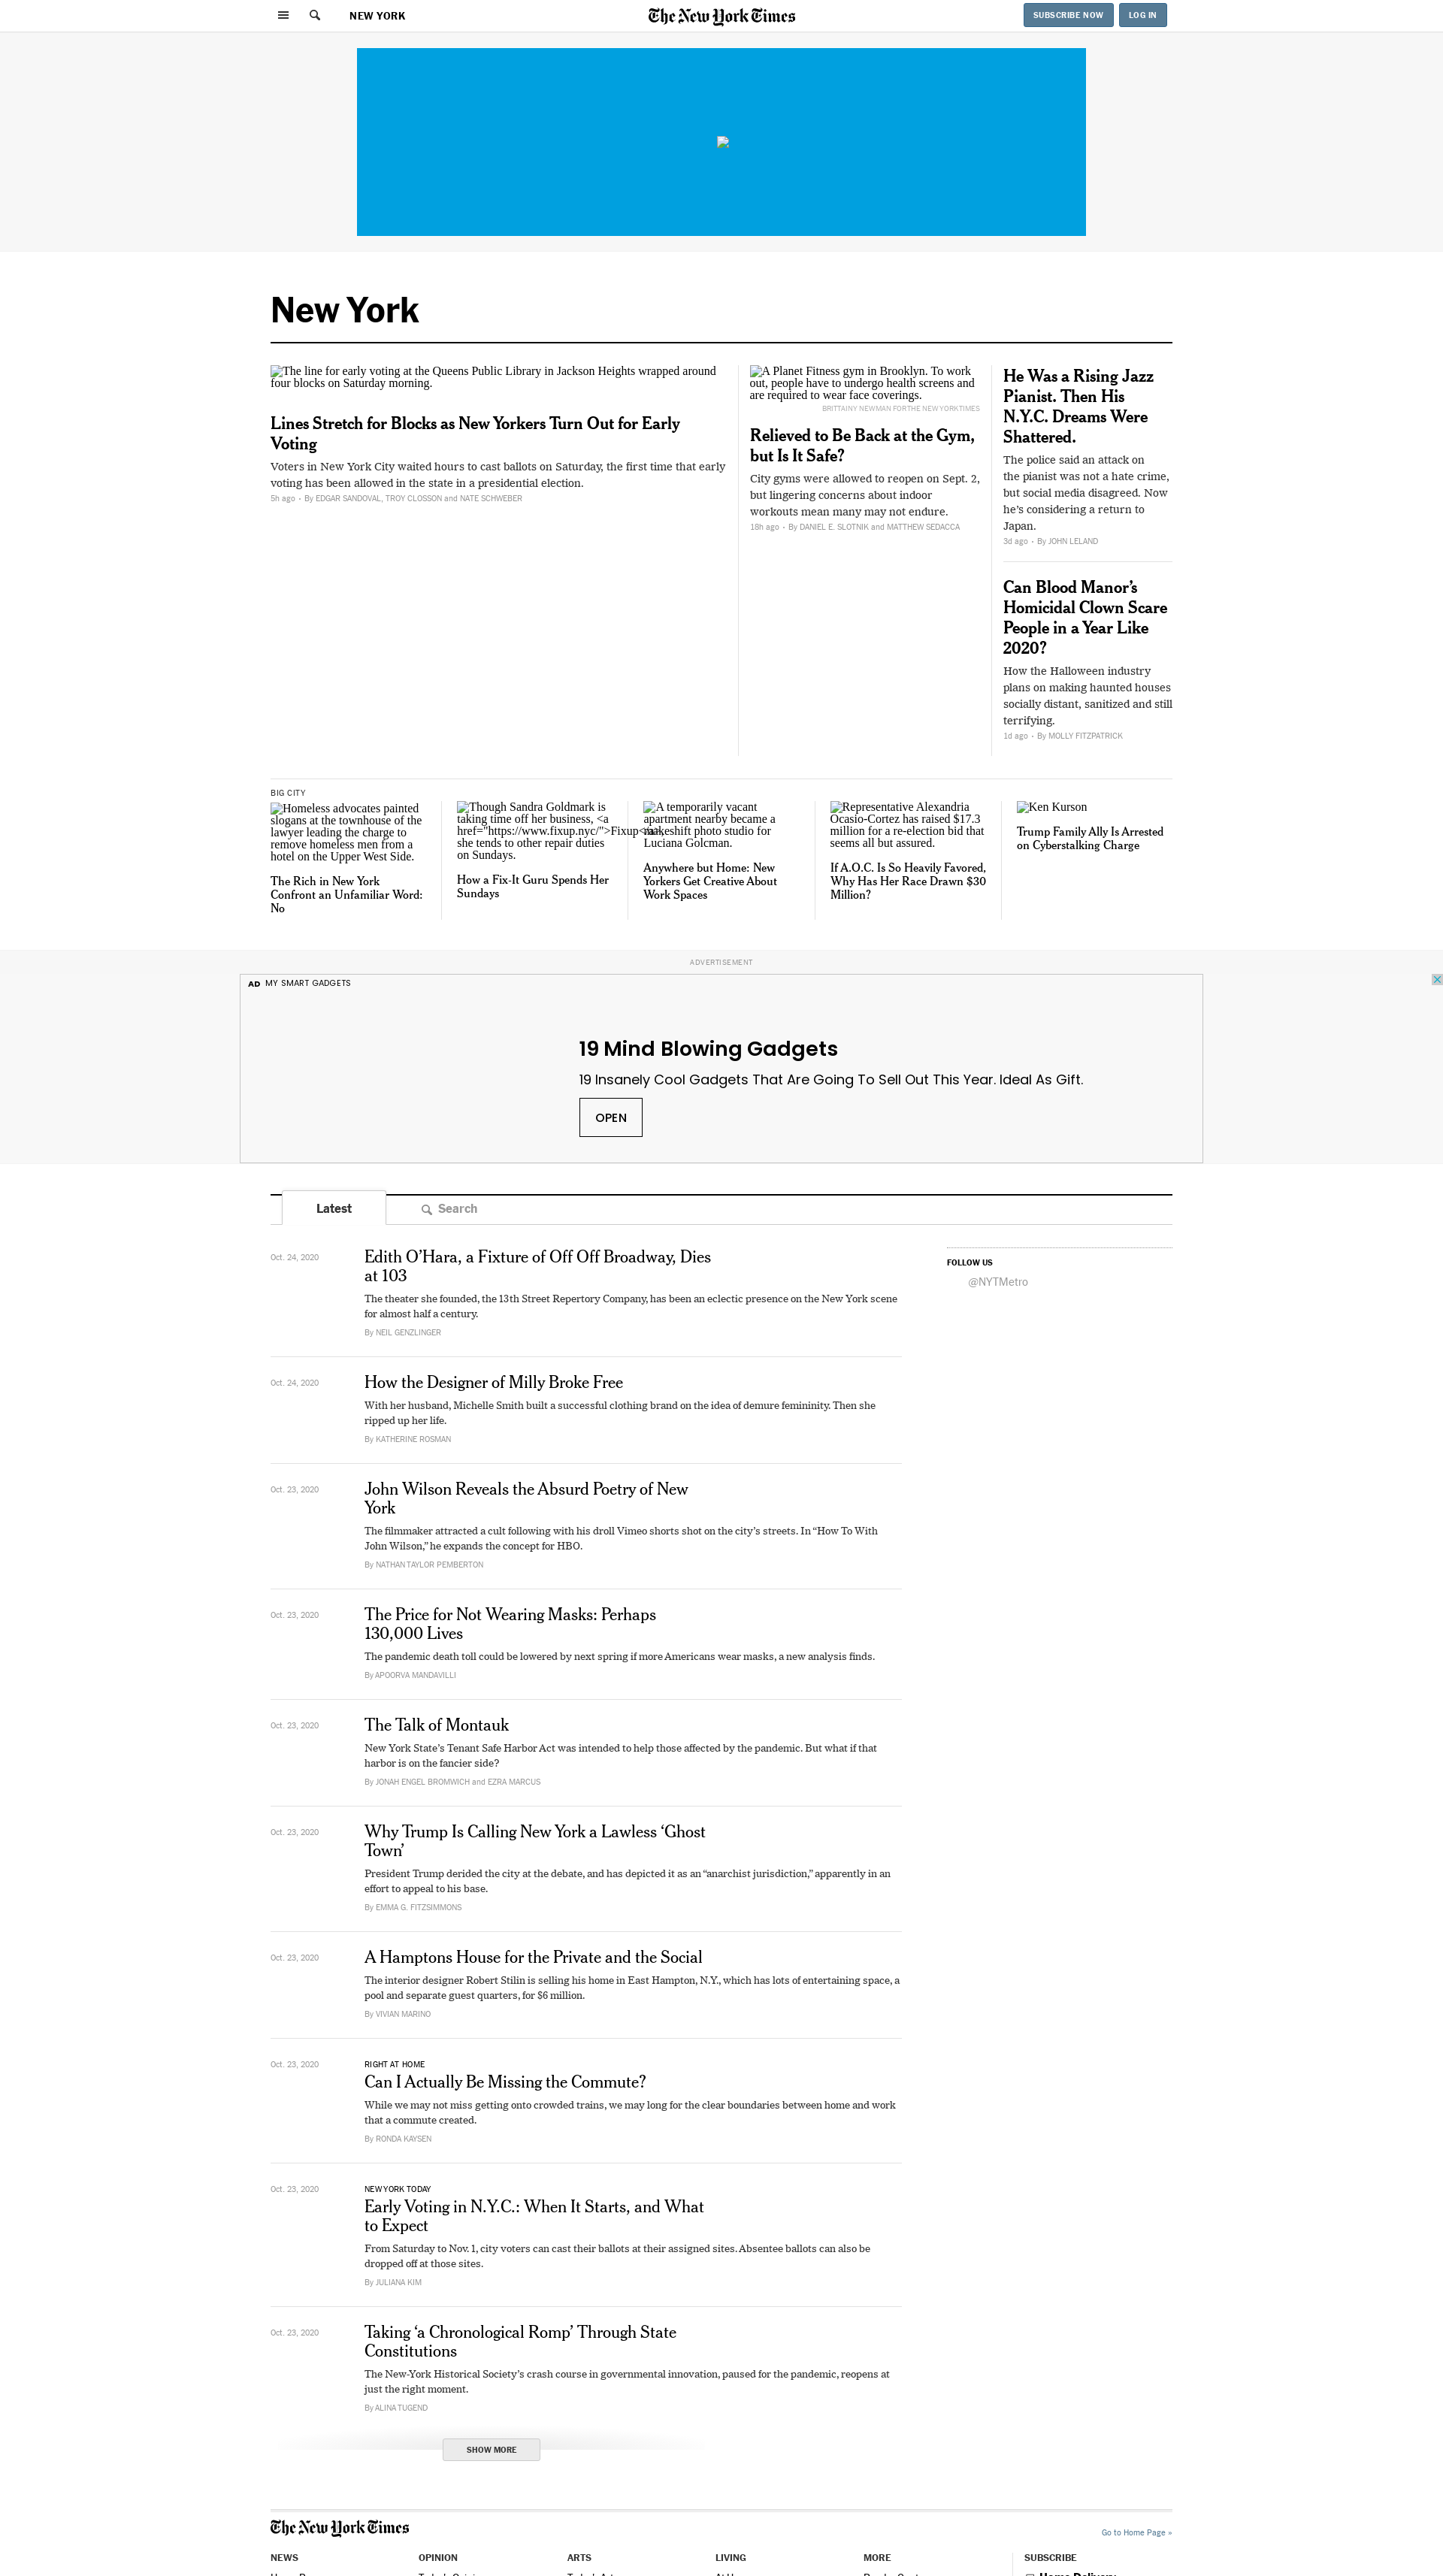 NEW YORK
The New York Times
SUBSCRIBE NOW
LOG IN
New York
The line for early voting at the Queens Public Library in Jackson Heights wrapped around
four blocks on Saturday morning.
Lines Stretch for Blocks as New Yorkers Turn Out for Early
Voting
Voters in New York City waited hours to cast ballots on Saturday, the first time that early
voting has been allowed in the state in a presidential election.
5h ago • By EDGAR SANDOVAL, TROY CLOSSON and NATE SCHWEBER
A Planet Fitness gym in Brooklyn. To work
out, people have to undergo health screens and
are required to wear face coverings.
BRITTAINY NEWMAN FOR THE NEW YORK TIMES
Relieved to Be Back at the Gym,
but Is It Safe?
City gyms were allowed to reopen on Sept. 2,
but lingering concerns about indoor
workouts mean many may not endure.
18h ago • By DANIEL E. SLOTNIK and MATTHEW SEDACCA
He Was a Rising Jazz
Pianist. Then His
N.Y.C. Dreams Were
Shattered.
The police said an attack on
the pianist was not a hate crime,
but social media disagreed. Now
he’s considering a return to
Japan.
3d ago • By JOHN LELAND
Can Blood Manor’s
Homicidal Clown Scare
People in a Year Like
2020?
How the Halloween industry
plans on making haunted houses
socially distant, sanitized and still
terrifying.
1d ago • By MOLLY FITZPATRICK
BIG CITY
Homeless advocates painted
slogans at the townhouse of the
lawyer leading the charge to
remove homeless men from a
hotel on the Upper West Side.
The Rich in New York
Confront an Unfamiliar Word:
No
Though Sandra Goldmark is
taking time off her business, <a
href="https://www.fixup.nyc/">Fixup</a>,
she tends to other repair duties
on Sundays.
How a Fix-It Guru Spends Her
Sundays
A temporarily vacant
apartment nearby became a
makeshift photo studio for
Luciana Golcman.
Anywhere but Home: New
Yorkers Get Creative About
Work Spaces
Representative Alexandria
Ocasio-Cortez has raised $17.3
million for a re-election bid that
seems all but assured.
If A.O.C. Is So Heavily Favored,
Why Has Her Race Drawn $30
Million?
Ken Kurson
Trump Family Ally Is Arrested
on Cyberstalking Charge
ADVERTISEMENT
AD MY SMART GADGETS
19 Mind Blowing Gadgets
19 Insanely Cool Gadgets That Are Going To Sell Out This Year. Ideal As Gift.
OPEN
Latest
Search
Oct. 24, 2020
Edith O’Hara, a Fixture of Off Off Broadway, Dies
at 103
The theater she founded, the 13th Street Repertory Company, has been an eclectic presence on the New York scene
for almost half a century.
By NEIL GENZLINGER
FOLLOW US
@NYTMetro
Oct. 24, 2020
How the Designer of Milly Broke Free
With her husband, Michelle Smith built a successful clothing brand on the idea of demure femininity. Then she
ripped up her life.
By KATHERINE ROSMAN
Oct. 23, 2020
John Wilson Reveals the Absurd Poetry of New
York
The filmmaker attracted a cult following with his droll Vimeo shorts shot on the city’s streets. In “How To With
John Wilson,” he expands the concept for HBO.
By NATHAN TAYLOR PEMBERTON
Oct. 23, 2020
The Price for Not Wearing Masks: Perhaps
130,000 Lives
The pandemic death toll could be lowered by next spring if more Americans wear masks, a new analysis finds.
By APOORVA MANDAVILLI
Oct. 23, 2020
The Talk of Montauk
New York State’s Tenant Safe Harbor Act was intended to help those affected by the pandemic. But what if that
harbor is on the fancier side?
By JONAH ENGEL BROMWICH and EZRA MARCUS
Oct. 23, 2020
Why Trump Is Calling New York a Lawless ‘Ghost
Town’
President Trump derided the city at the debate, and has depicted it as an “anarchist jurisdiction,” apparently in an
effort to appeal to his base.
By EMMA G. FITZSIMMONS
Oct. 23, 2020
A Hamptons House for the Private and the Social
The interior designer Robert Stilin is selling his home in East Hampton, N.Y., which has lots of entertaining space, a
pool and separate guest quarters, for $6 million.
By VIVIAN MARINO
Oct. 23, 2020
RIGHT AT HOME
Can I Actually Be Missing the Commute?
While we may not miss getting onto crowded trains, we may long for the clear boundaries between home and work
that a commute created.
By RONDA KAYSEN
Oct. 23, 2020
NEW YORK TODAY
Early Voting in N.Y.C.: When It Starts, and What
to Expect
From Saturday to Nov. 1, city voters can cast their ballots at their assigned sites. Absentee ballots can also be
dropped off at those sites.
By JULIANA KIM
Oct. 23, 2020
Taking ‘a Chronological Romp’ Through State
Constitutions
The New-York Historical Society’s crash course in governmental innovation, paused for the pandemic, reopens at
just the right moment.
By ALINA TUGEND
SHOW MORE
The New York Times
Go to Home Page »
NEWS
OPINION
ARTS
LIVING
MORE
SUBSCRIBE